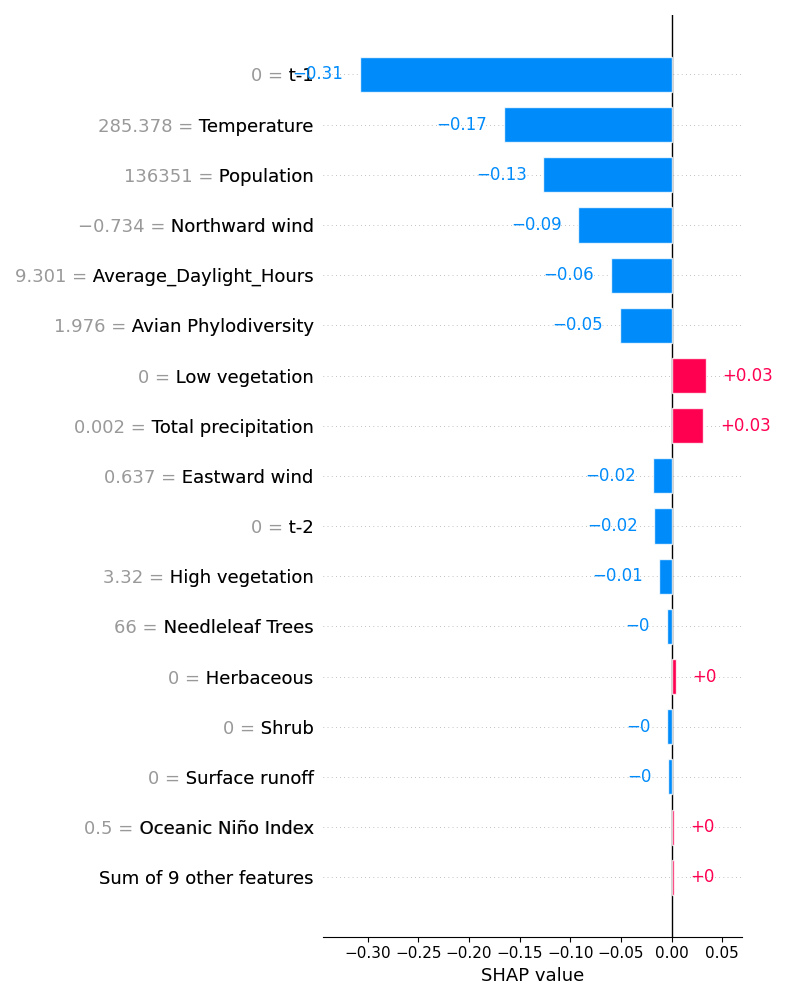 0 = t-1 −0.31
285.378 = Temperature −0.17
136351 = Population −0.13
−0.734 = Northward wind −0.09
9.301 = Average_Daylight_Hours −0.06
1.976 = Avian Phylodiversity −0.05
0 = Low vegetation +0.03
0.002 = Total precipitation +0.03
0.637 = Eastward wind −0.02
0 = t-2 −0.02
3.32 = High vegetation −0.01
66 = Needleleaf Trees −0
0 = Herbaceous +0
0 = Shrub −0
0 = Surface runoff −0
0.5 = Oceanic Niño Index +0
Sum of 9 other features +0
−0.30 −0.25 −0.20 −0.15 −0.10 −0.05 0.00 0.05
SHAP value